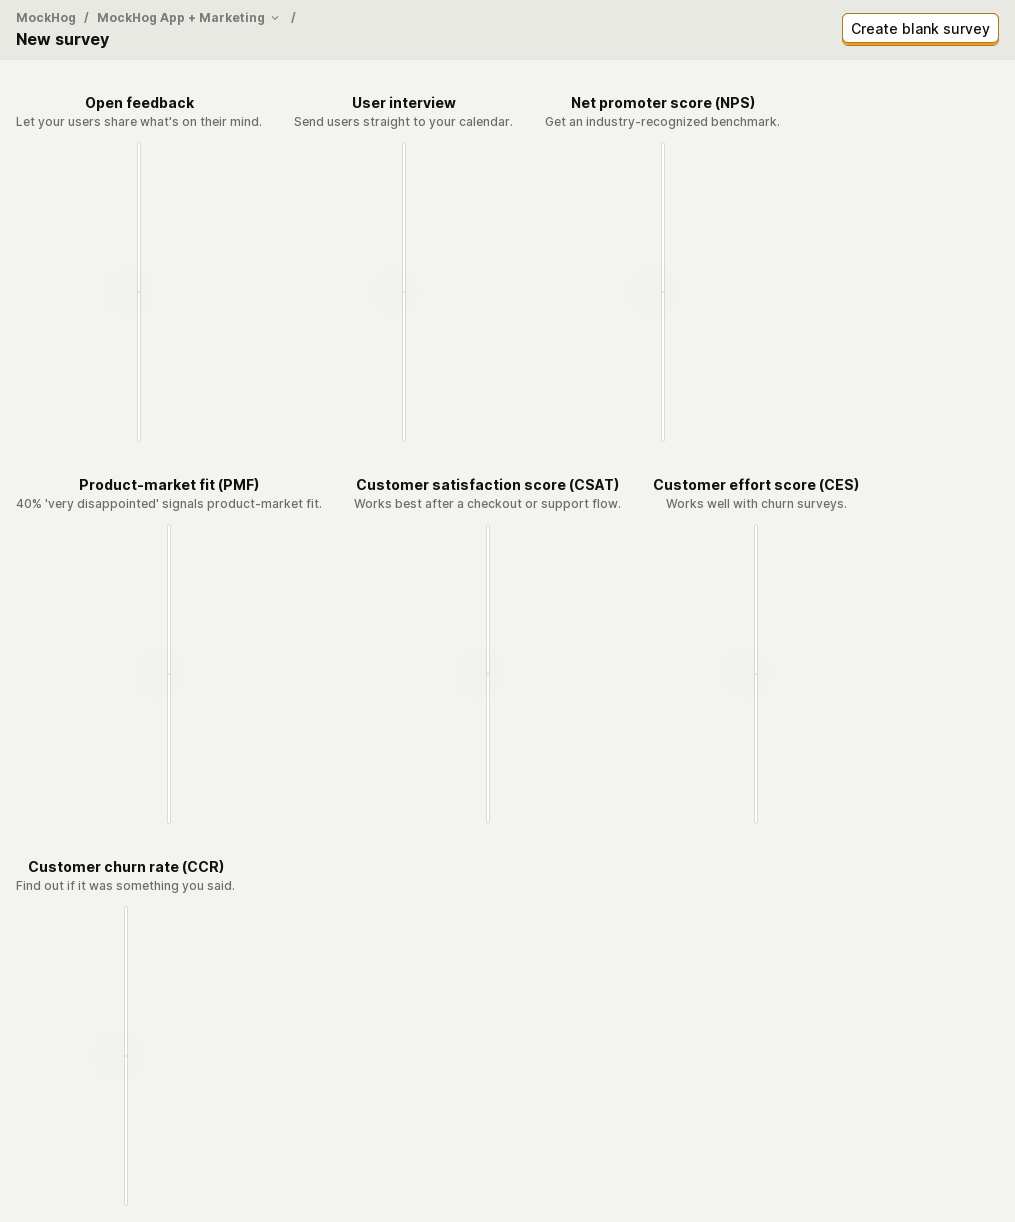 MockHog / MockHog App + Marketing /
New survey
Create blank survey
Open feedback
Let your users share what's on their mind.
User interview
Send users straight to your calendar.
Net promoter score (NPS)
Get an industry-recognized benchmark.
Product-market fit (PMF)
40% 'very disappointed' signals product-market fit.
Customer satisfaction score (CSAT)
Works best after a checkout or support flow.
Customer effort score (CES)
Works well with churn surveys.
Customer churn rate (CCR)
Find out if it was something you said.